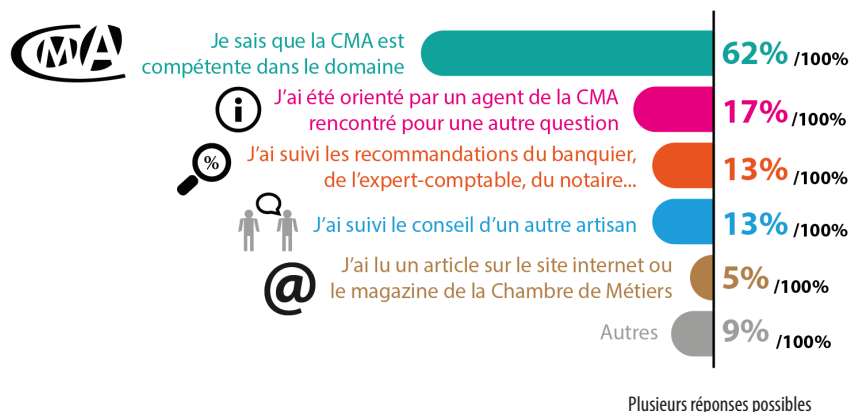 CMA
Je sais que la CMA est
compétente dans le domaine
62% /100%
i
J'ai été orienté par un agent de la CMA
rencontré pour une autre question
17% /100%
%
J'ai suivi les recommandations du banquier,
de l'expert-comptable, du notaire...
13% /100%
J'ai suivi le conseil d'un autre artisan
13% /100%
@
J'ai lu un article sur le site internet ou
le magazine de la Chambre de Métiers
5% /100%
Autres
9% /100%
Plusieurs réponses possibles